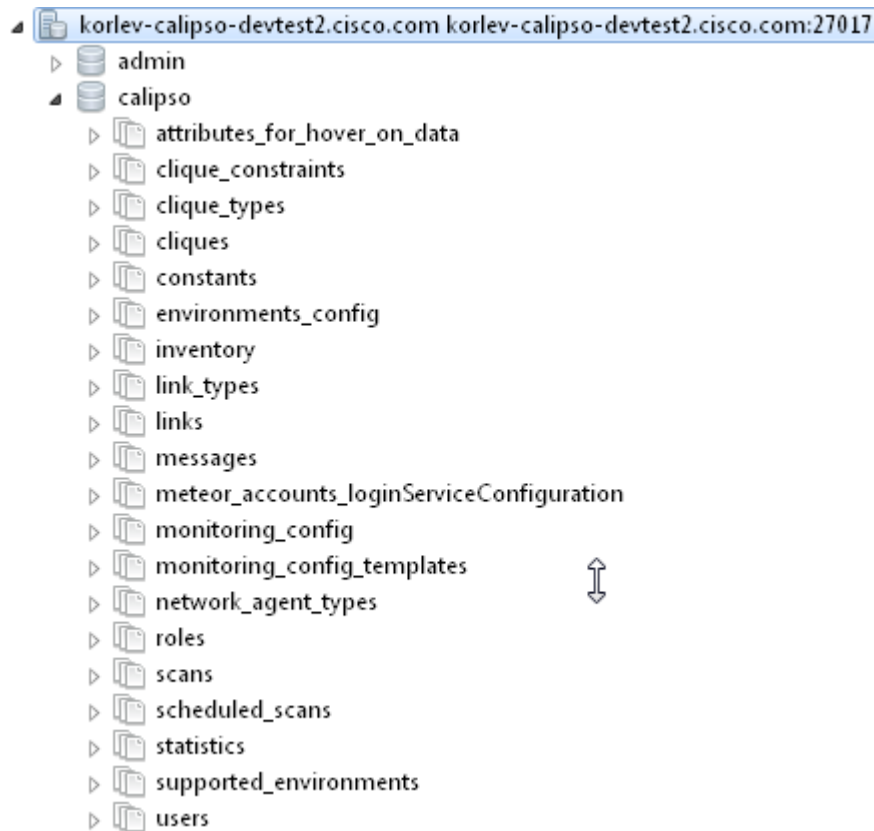 korlev-calipso-devtest2.cisco.com korlev-calipso-devtest2.cisco.com:27017
admin
calipso
attributes_for_hover_on_data
clique_constraints
clique_types
cliques
constants
environments_config
inventory
link_types
links
messages
meteor_accounts_loginServiceConfiguration
monitoring_config
monitoring_config_templates
network_agent_types
roles
scans
scheduled_scans
statistics
supported_environments
users